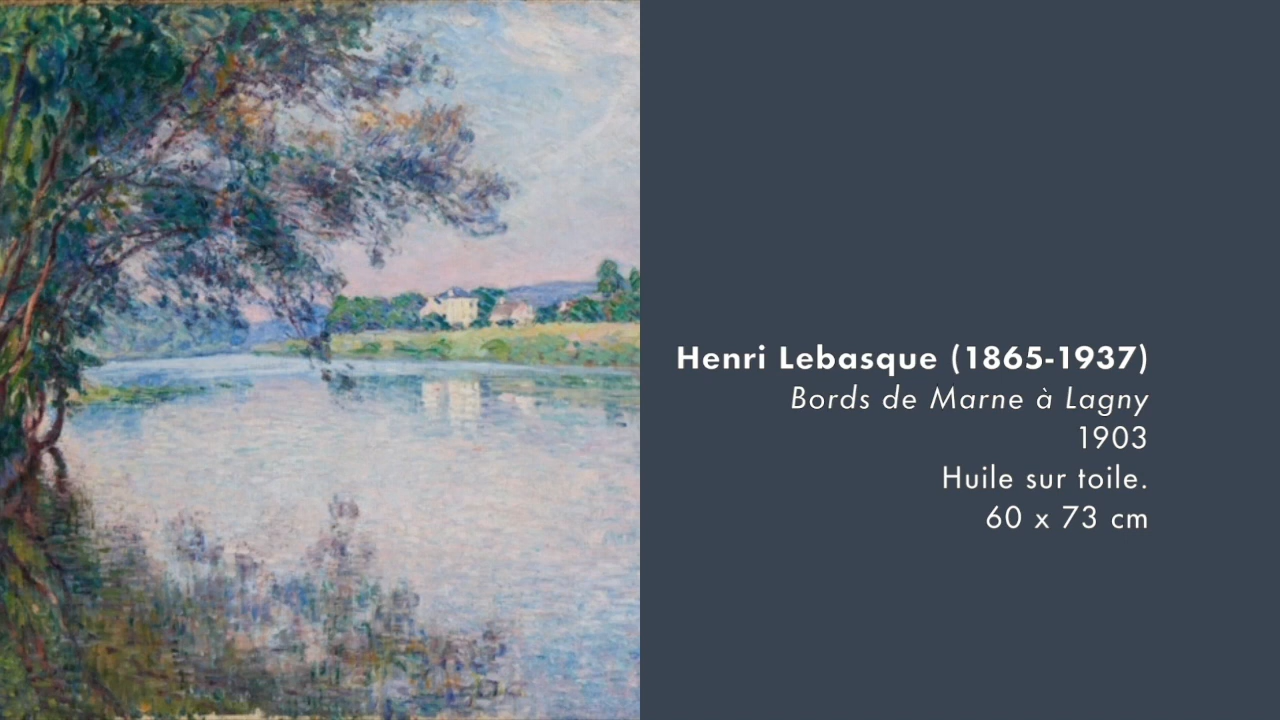 Henri Lebasque (1865-1937)
Bords de Marne à Lagny
1903
Huile sur toile.
60 x 73 cm